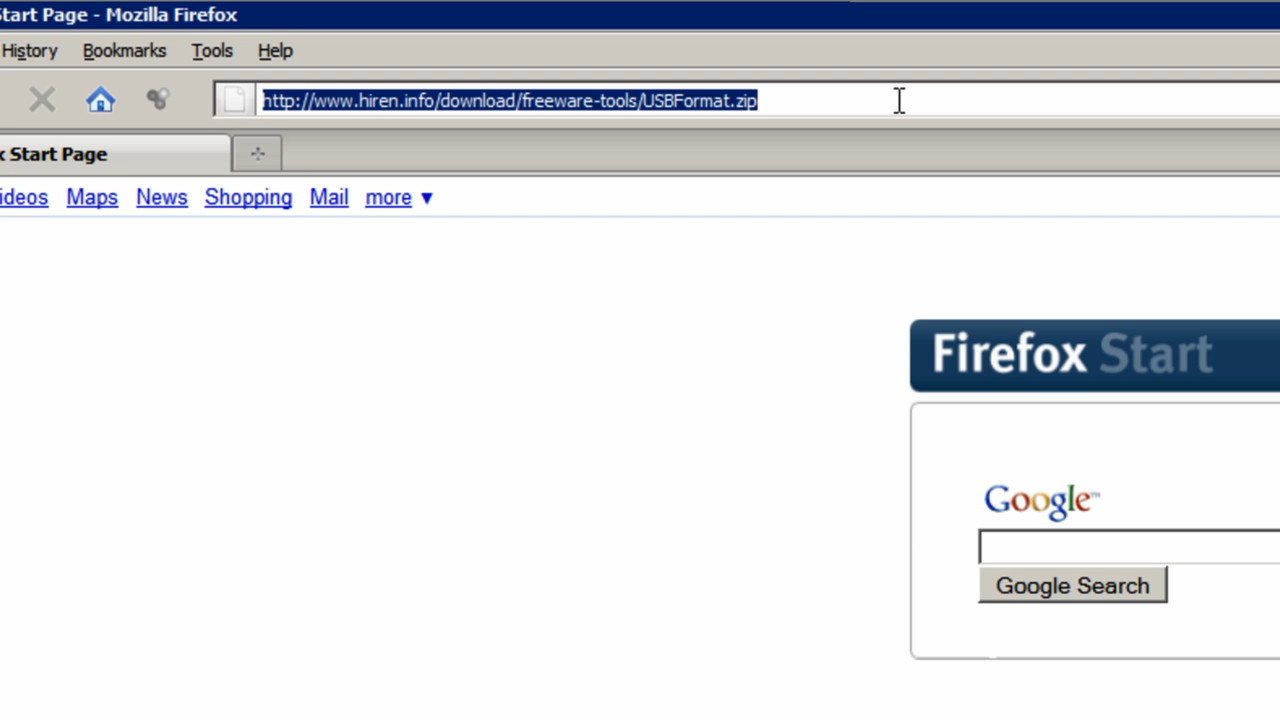 Start Page - Mozilla Firefox
History Bookmarks Tools Help
http://www.hiren.info/download/freeware-tools/USBFormat.zip
x Start Page
ideos Maps News Shopping Mail more ▼
Firefox Start
Google™
Google Search